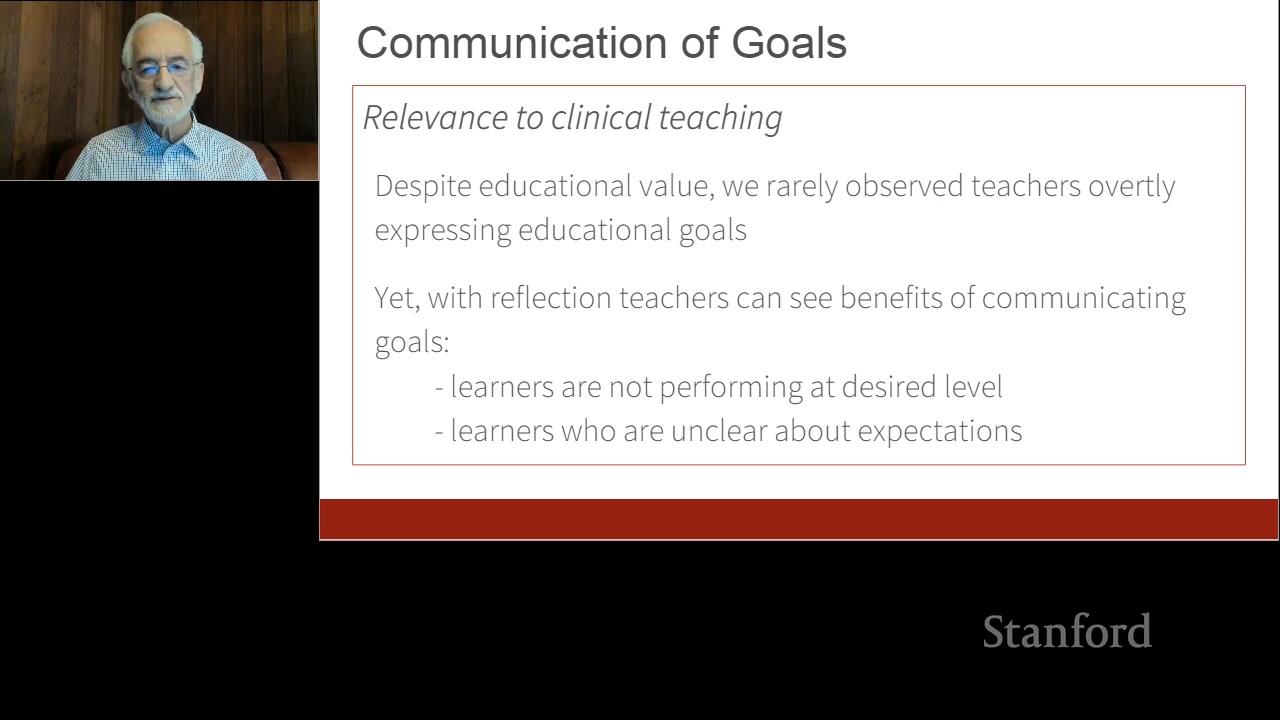 Communication of Goals
Relevance to clinical teaching
Despite educational value, we rarely observed teachers overtly
expressing educational goals
Yet, with reflection teachers can see benefits of communicating
goals:
- learners are not performing at desired level
- learners who are unclear about expectations
Stanford